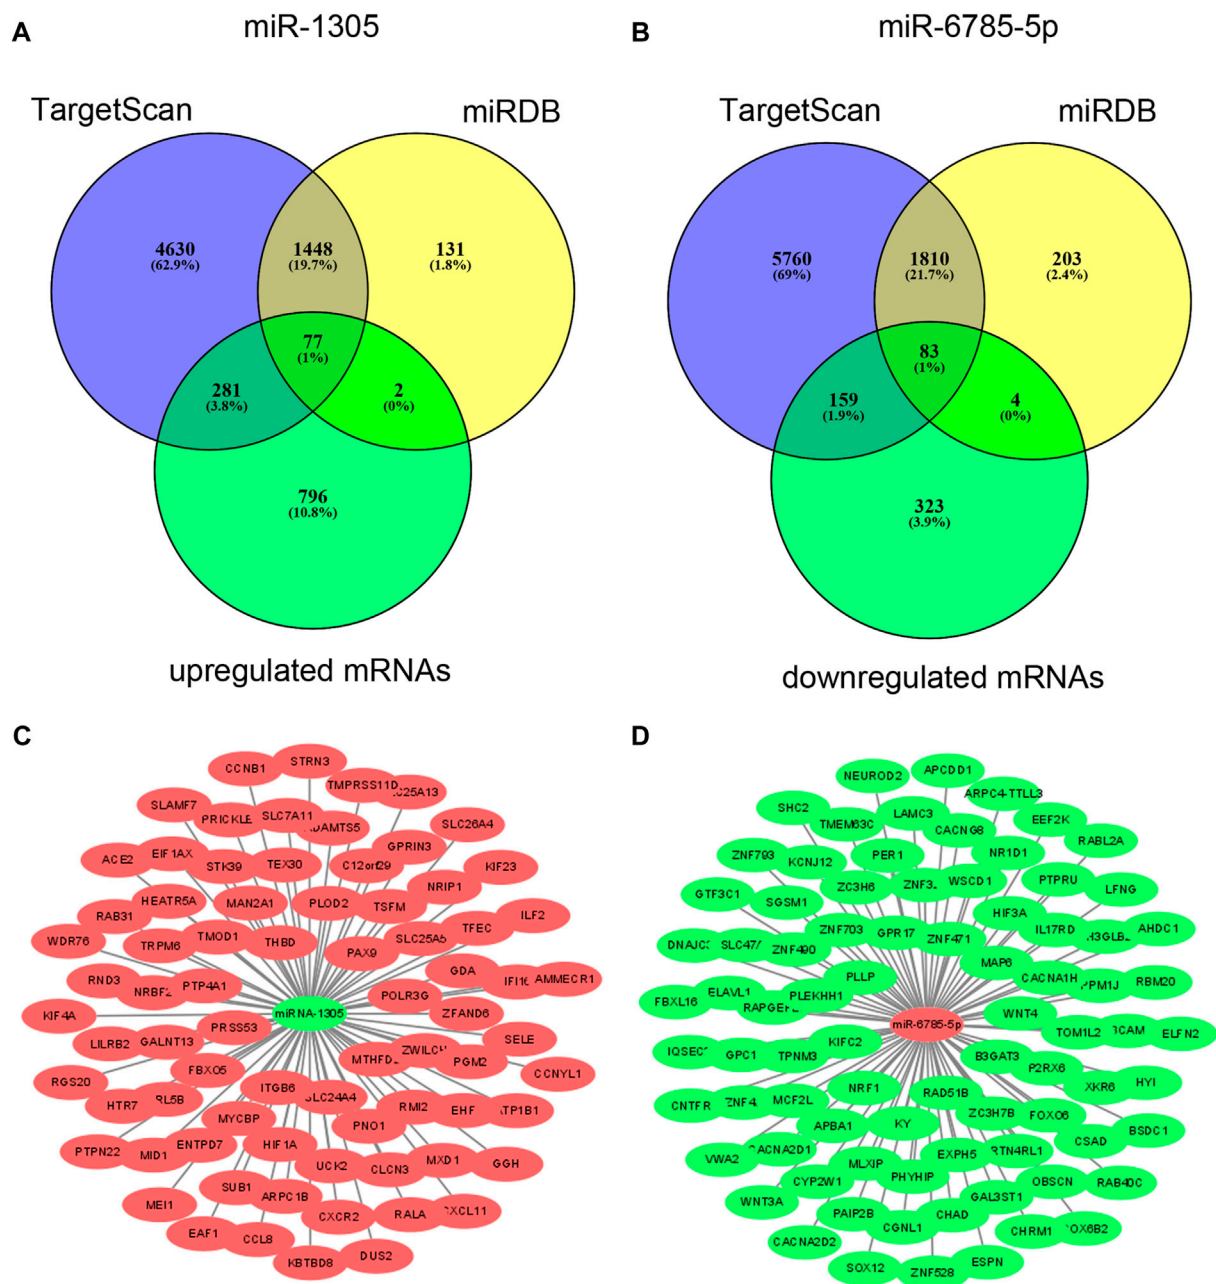 A
miR-1305
TargetScan
miRDB
4630
(62.9%)
1448
(19.7%)
131
(1.8%)
77
(1%)
281
(3.8%)
2
(0%)
796
(10.8%)
upregulated mRNAs
B
miR-6785-5p
TargetScan
miRDB
5760
(69%)
1810
(21.7%)
203
(2.4%)
83
(1%)
159
(1.9%)
4
(0%)
323
(3.9%)
downregulated mRNAs
C
STRN3
CCNB1
TMPRSS11D
SLAMF7
PRICKLE
SLC7A11
SLC26A4
ACE2
EIF1AX
STK39
TEX30
C12orf29
GPRIN3
KIF23
HEATR5A
MAN2A1
PLOD2
TSFM
NRIP1
RAB31
WDR76
TRPM6
TMOD1
THBD
PAX9
SLC25A5
TFEC
ILF2
RND3
NRBF2
PTP4A1
POLR3G
GDA
AMMECR1
KIF4A
PRSS53
miRNA-1305
ZFAND6
LILRB2
GALNT13
SELE
PGM2
RGS20
FBXO5
CCNYL1
HTR7
ITGB6
SLC24A4
RMI2
EHF
MYCBP
PNO1
PTPN22
MID1
ENTPD7
HIF1A
UCK2
CLCN3
MXD1
GGH
MEI1
SUB1
ARPC1B
CXCR2
RALA
EAF1
CCL8
KBTBD8
DUS2
D
APCDD1
NEUROD2
ARPC4-TTLL3
SHC2
TMEM63C
LAMC3
CACNG8
EEF2K
RABL2A
ZNF793
KCNJ12
PER1
NR1D1
GTF3C1
SGSM1
ZC3H6
WSCD1
PTPRU
LFNG
ZNF703
GPR17
ZNF471
HIF3A
IL17RD
AHDC1
ZNF490
PLLP
MAP6
CACNA1H
PPM1J
RBM20
FBXL16
ELAVL1
PLEKHH1
WNT4
TOM1L2
ELFN2
miR-6785-5p
GPC1
TPNM3
KIFC2
B3GAT3
P2RX6
XKR6
HYI
CNTFR
MCF2L
NRF1
RAD51B
ZC3H7B
FOXO6
BSDC1
APBA1
KY
CSAD
VWA2
CACNA2D1
MLXIP
PHYHIP
EXPH5
RTN4RL1
RAB40C
WNT3A
CYP2W1
GAL3ST1
OBSCN
PAIP2B
CGNL1
CHAD
CHRM1
CACNA2D2
SOX12
ZNF528
ESPN